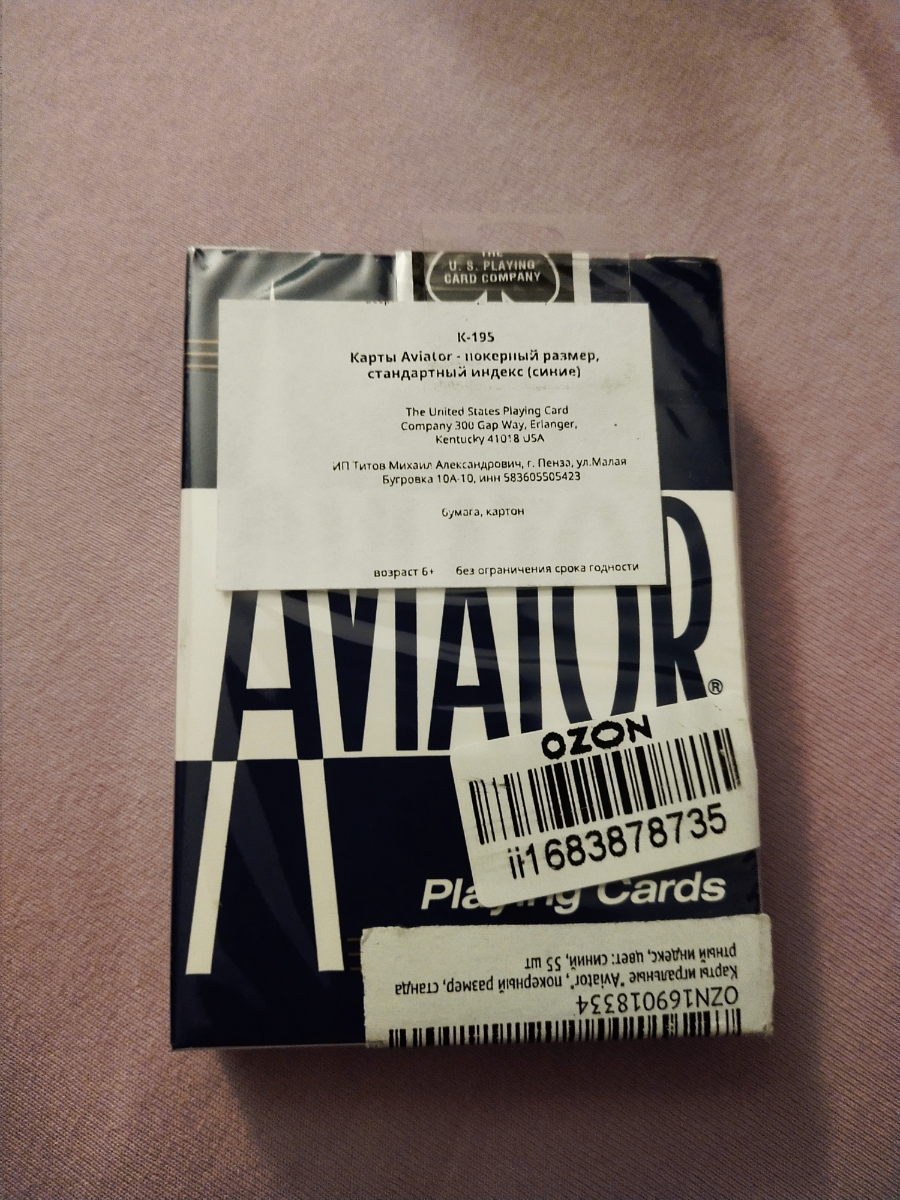 THE
U. S. PLAYING
CARD COMPANY
К-195
Карты Aviator - покерный размер,
стандартный индекс (синие)
The United States Playing Card
Company 300 Gap Way, Erlanger,
Kentucky 41018 USA
ИП Титов Михаил Александрович, г. Пенза, ул.Малая
Бугровка 10А-10, инн 583605505423
бумага, картон
возраст 6+ без ограничения срока годности
AVIATOR®
OZON
ii1683878735
Playing Cards
OZN169018334
Карты игральные "Aviator", покерный размер, станда
ртный индекс, цвет: синий, 55 шт